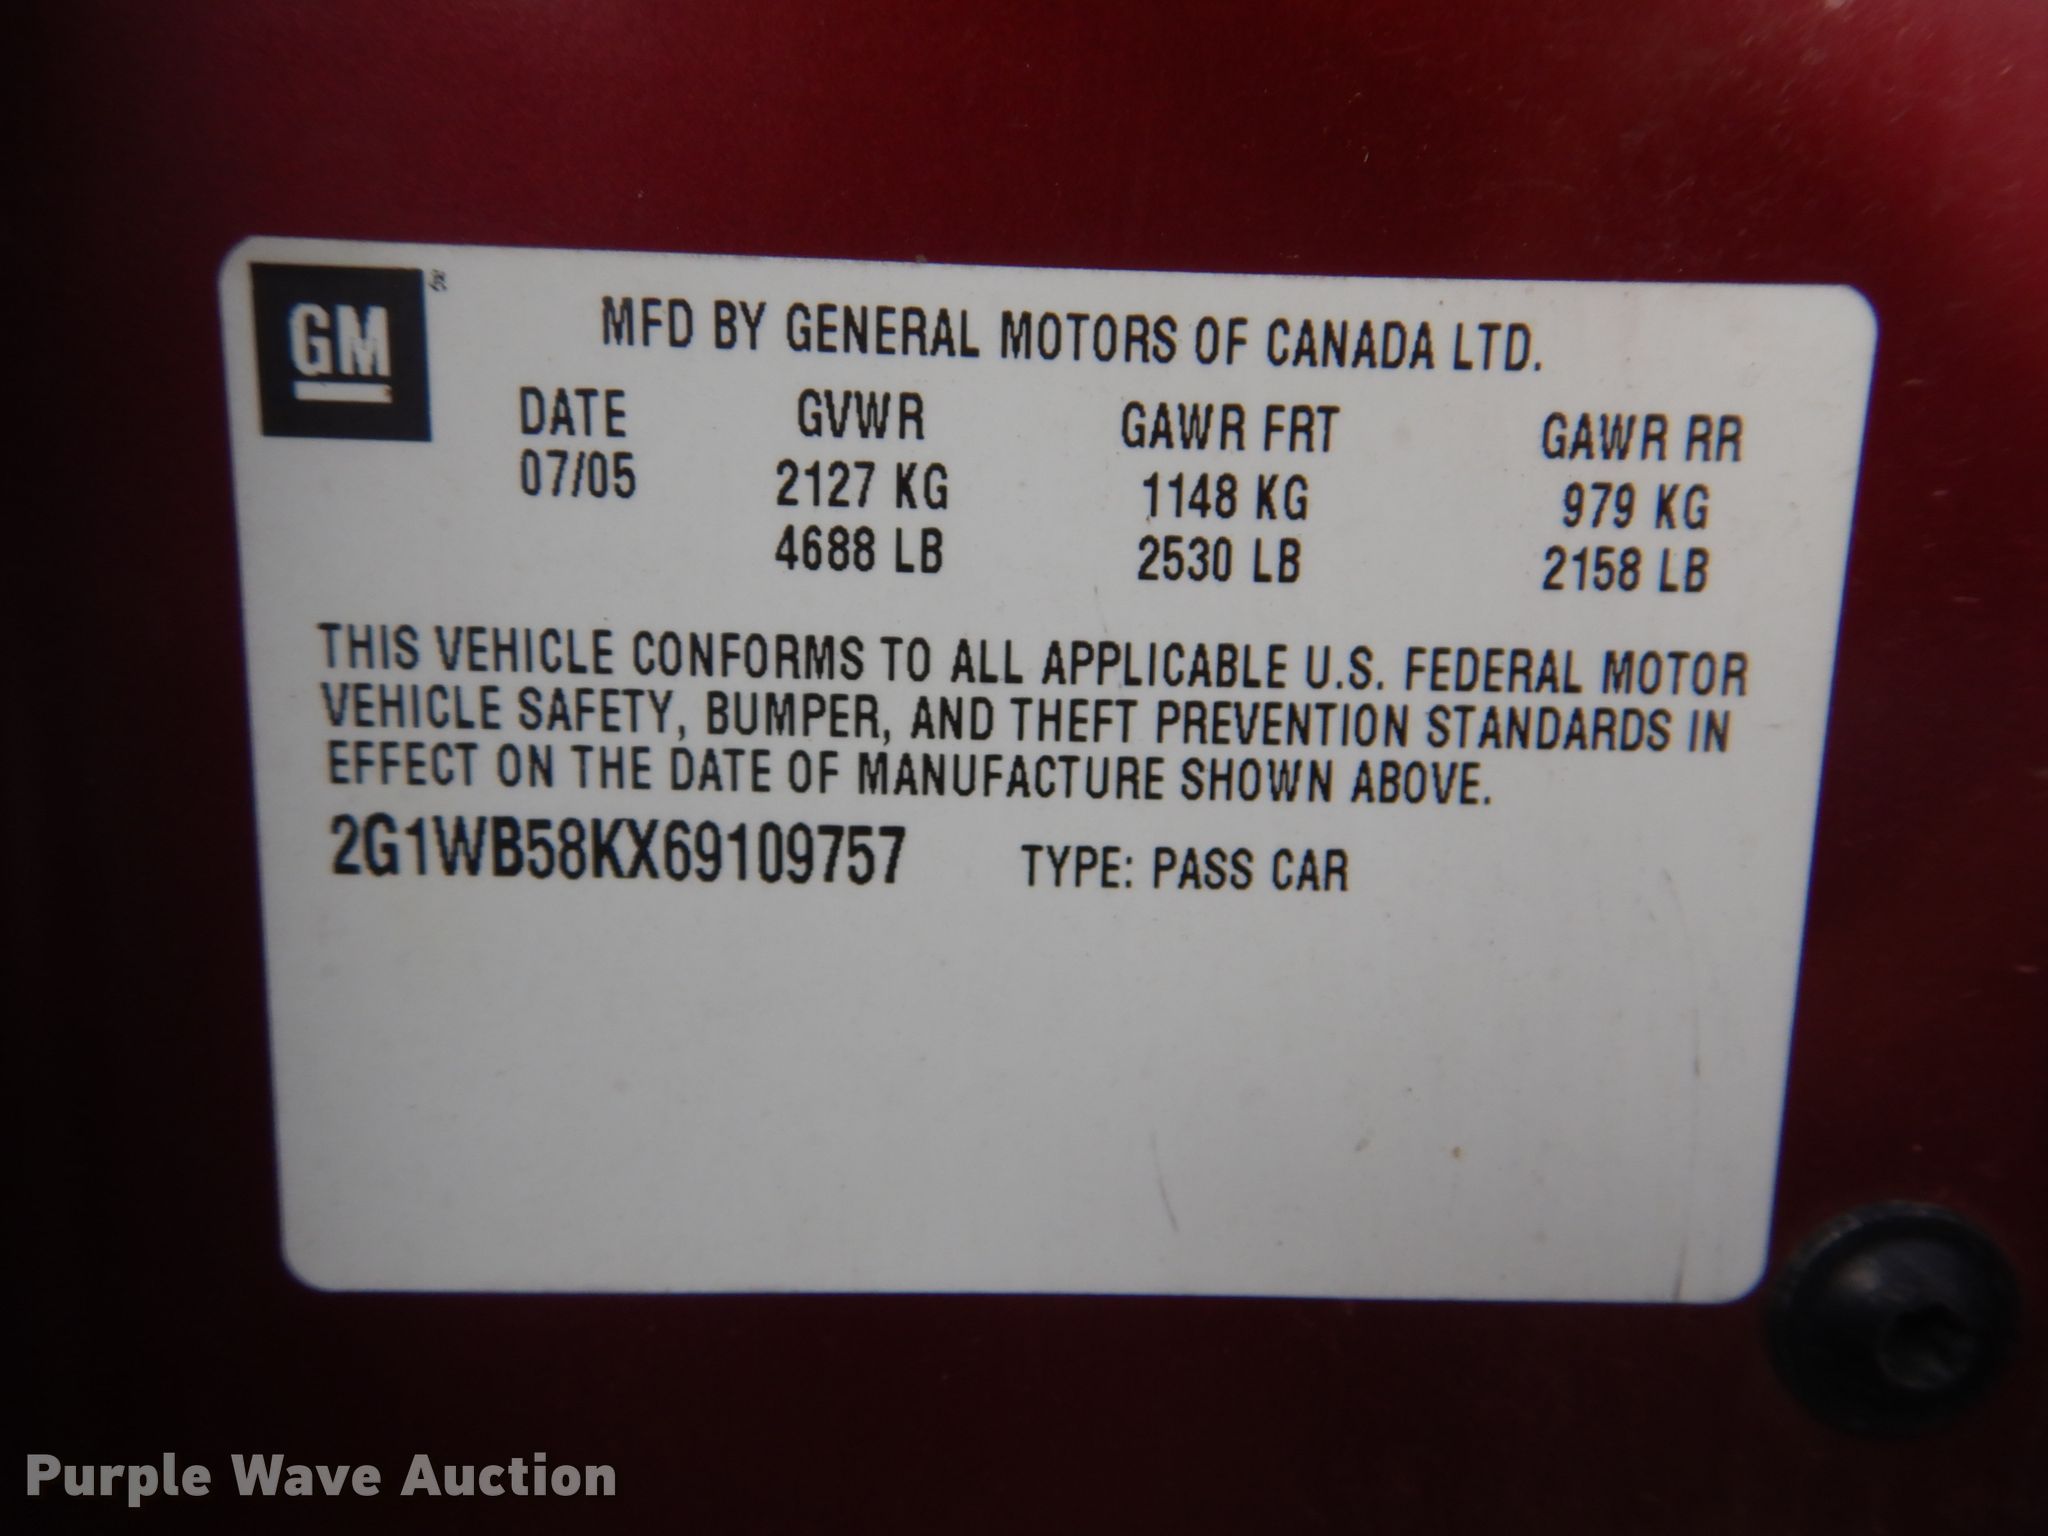 GM
MFD BY GENERAL MOTORS OF CANADA LTD.
DATE GVWR GAWR FRT GAWR RR
07/05 2127 KG 1148 KG 979 KG
4688 LB 2530 LB 2158 LB
THIS VEHICLE CONFORMS TO ALL APPLICABLE U.S. FEDERAL MOTOR
VEHICLE SAFETY, BUMPER, AND THEFT PREVENTION STANDARDS IN
EFFECT ON THE DATE OF MANUFACTURE SHOWN ABOVE.
2G1WB58KX69109757 TYPE: PASS CAR
Purple Wave Auction